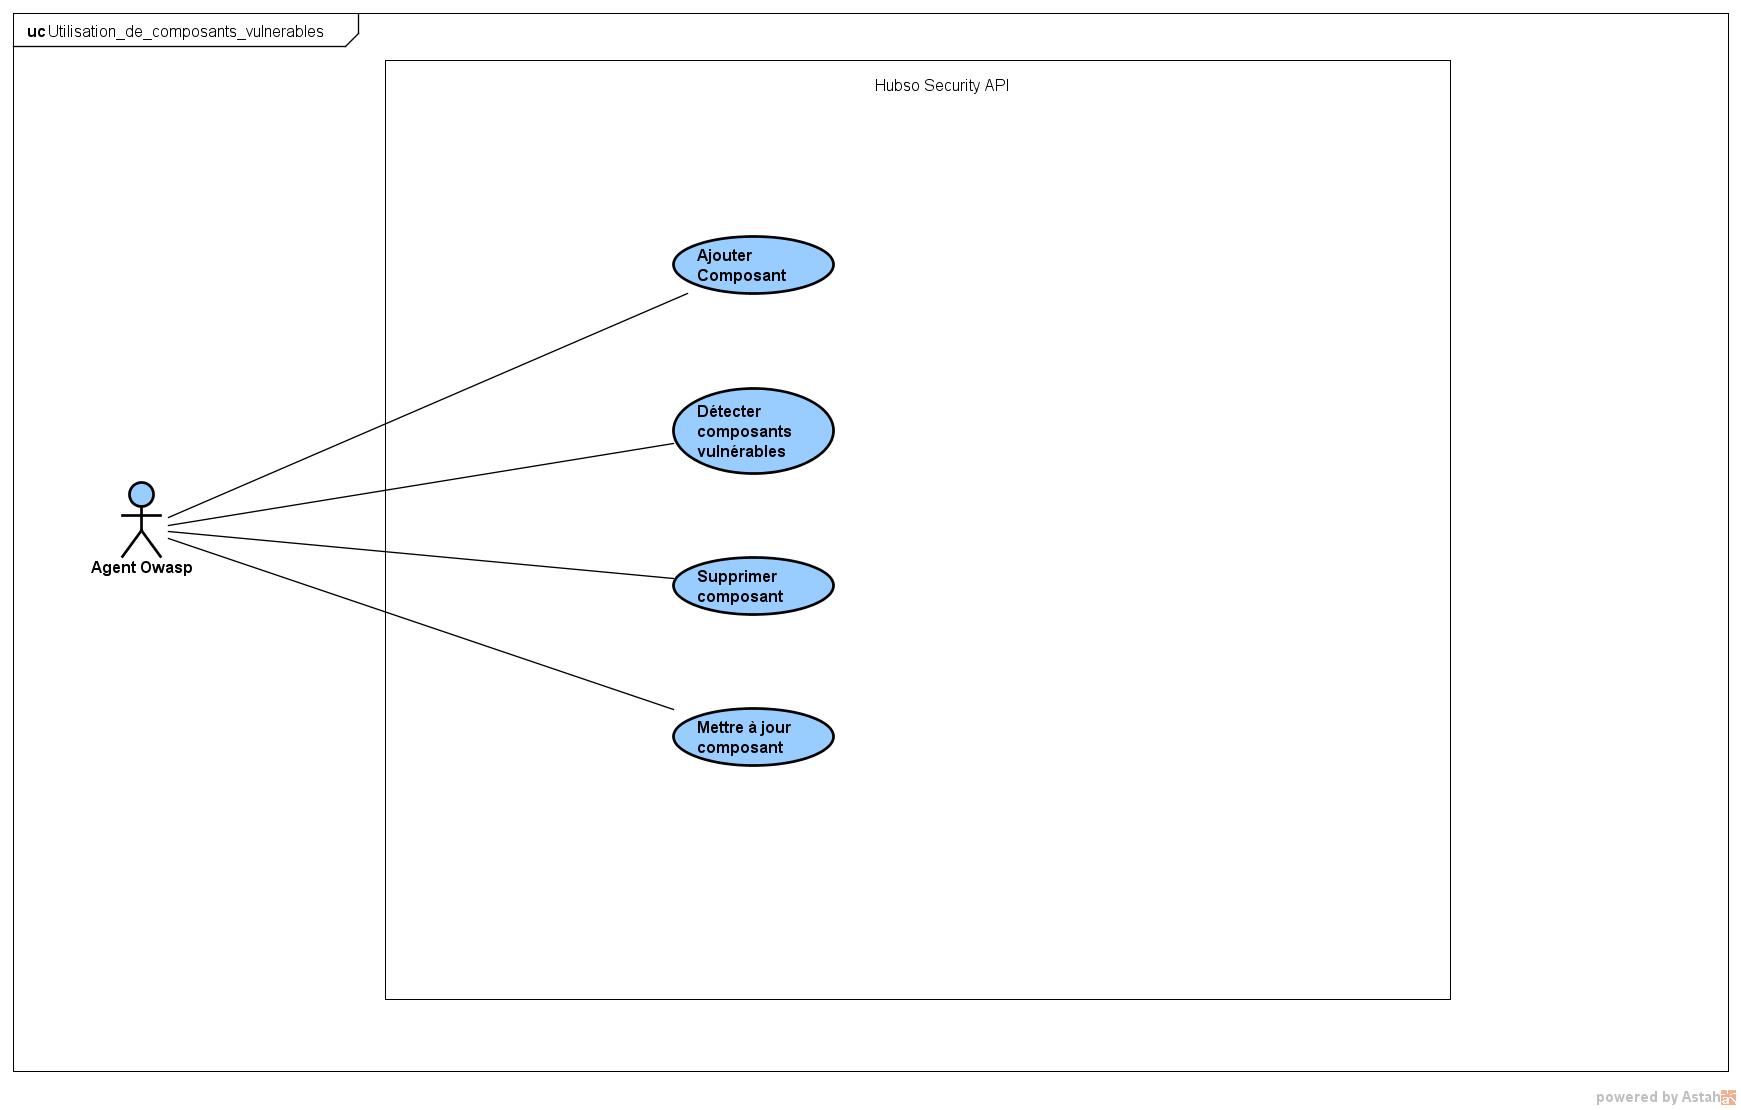 uc Utilisation_de_composants_vulnerables
Hubso Security API
Ajouter
Composant
Détecter
composants
vulnérables
Agent Owasp
Supprimer
composant
Mettre à jour
composant
powered by Astah